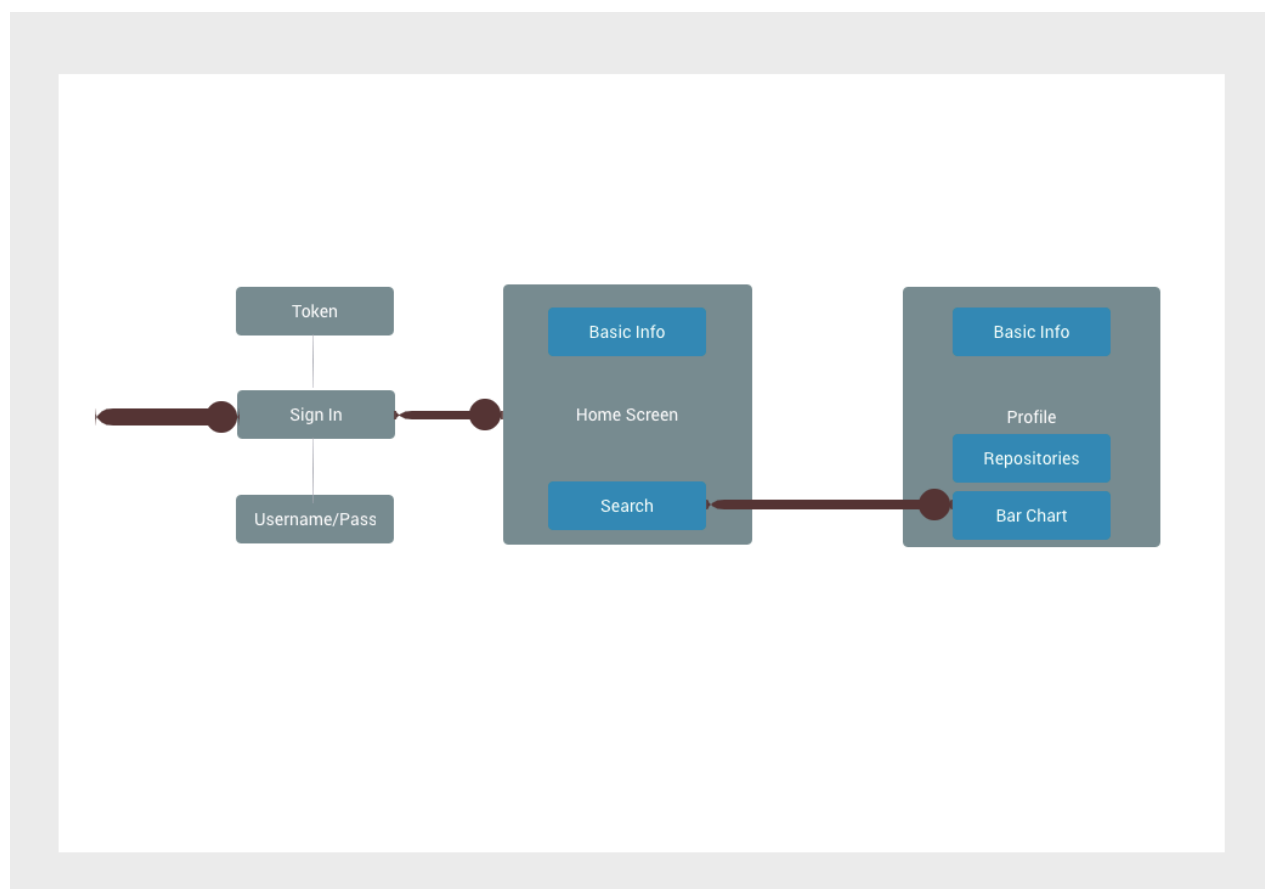 Token
Sign In
Username/Pass
Basic Info
Home Screen
Search
Basic Info
Profile
Repositories
Bar Chart